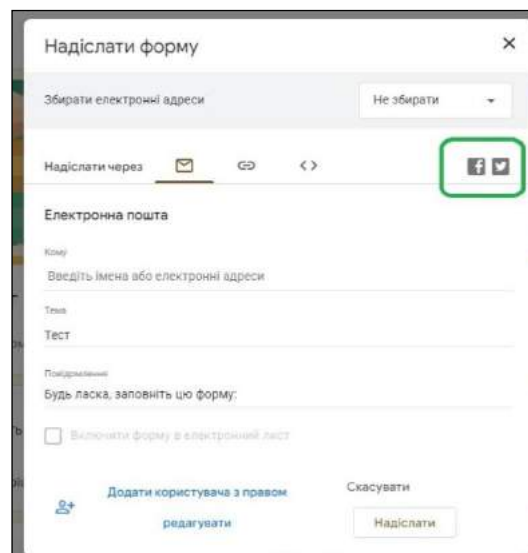 Надіслати форму
Збирати електронні адреси
Не збирати
Надіслати через
Електронна пошта
Кому
Введіть імена або електронні адреси
Тема
Тест
Повідомлення
Будь ласка, заповніть цю форму:
Включити форму в електронний лист
Додати користувача з правом
редагувати
Скасувати
Надіслати